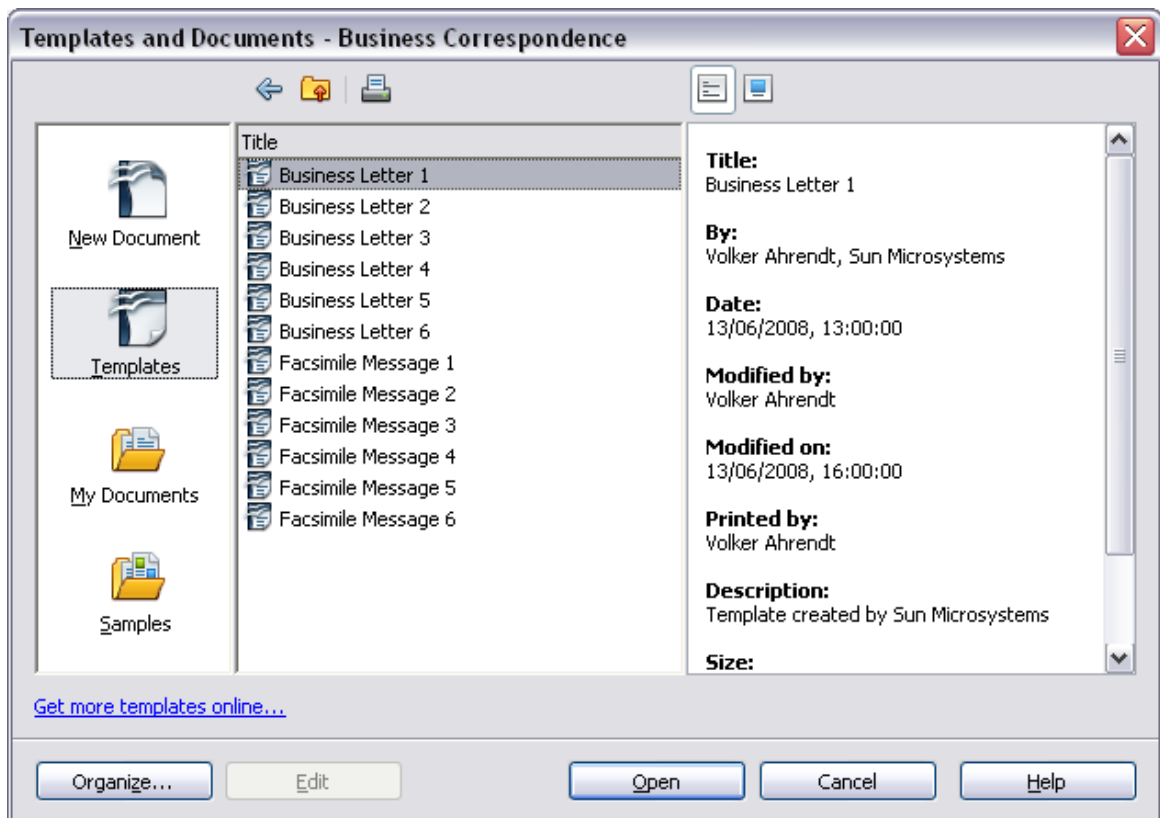 Templates and Documents - Business Correspondence
New Document
Templates
My Documents
Samples
Title
Business Letter 1
Business Letter 2
Business Letter 3
Business Letter 4
Business Letter 5
Business Letter 6
Facsimile Message 1
Facsimile Message 2
Facsimile Message 3
Facsimile Message 4
Facsimile Message 5
Facsimile Message 6
Title:
Business Letter 1
By:
Volker Ahrendt, Sun Microsystems
Date:
13/06/2008, 13:00:00
Modified by:
Volker Ahrendt
Modified on:
13/06/2008, 16:00:00
Printed by:
Volker Ahrendt
Description:
Template created by Sun Microsystems
Size:
Get more templates online...
Organize...
Edit
Open
Cancel
Help